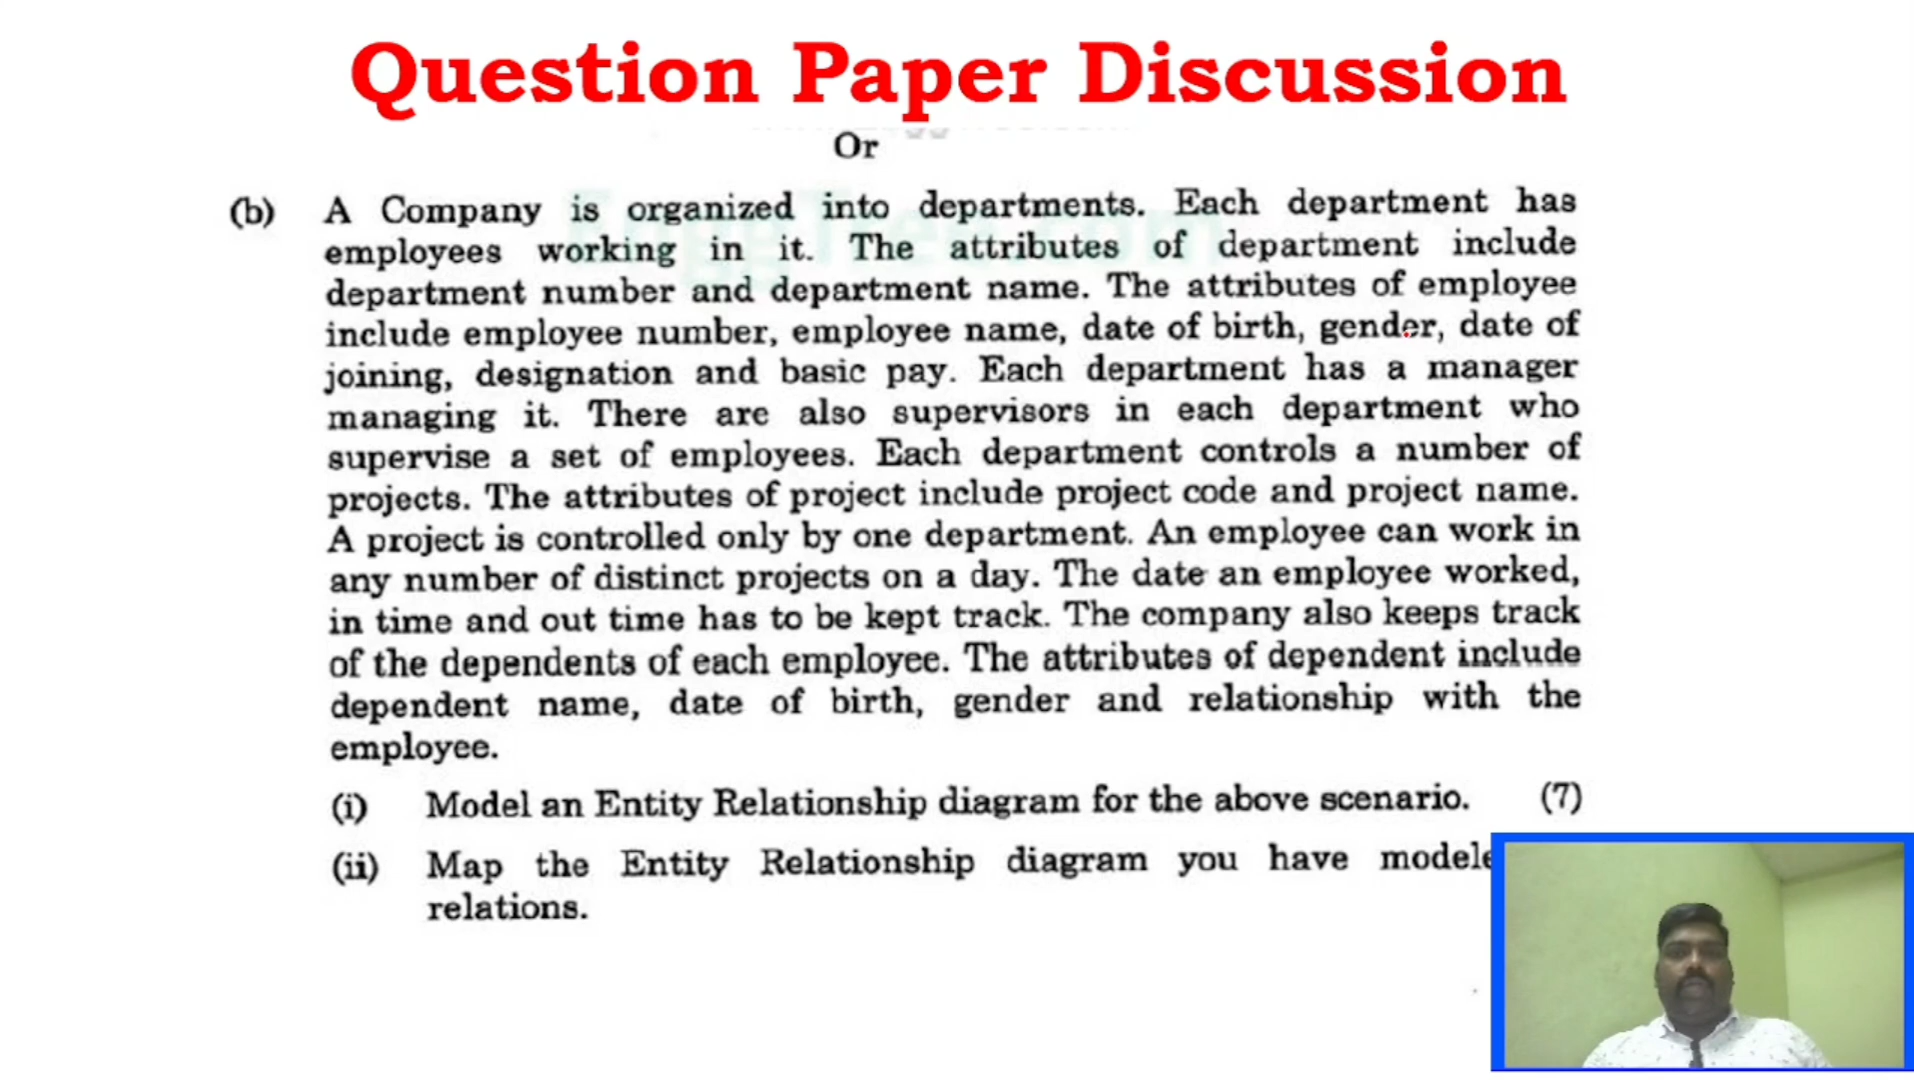 Question Paper Discussion
Or
(b) A Company is organized into departments. Each department has
employees working in it. The attributes of department include
department number and department name. The attributes of employee
include employee number, employee name, date of birth, gender, date of
joining, designation and basic pay. Each department has a manager
managing it. There are also supervisors in each department who
supervise a set of employees. Each department controls a number of
projects. The attributes of project include project code and project name.
A project is controlled only by one department. An employee can work in
any number of distinct projects on a day. The date an employee worked,
in time and out time has to be kept track. The company also keeps track
of the dependents of each employee. The attributes of dependent include
dependent name, date of birth, gender and relationship with the
employee.
(i) Model an Entity Relationship diagram for the above scenario. (7)
(ii) Map the Entity Relationship diagram you have
relations.